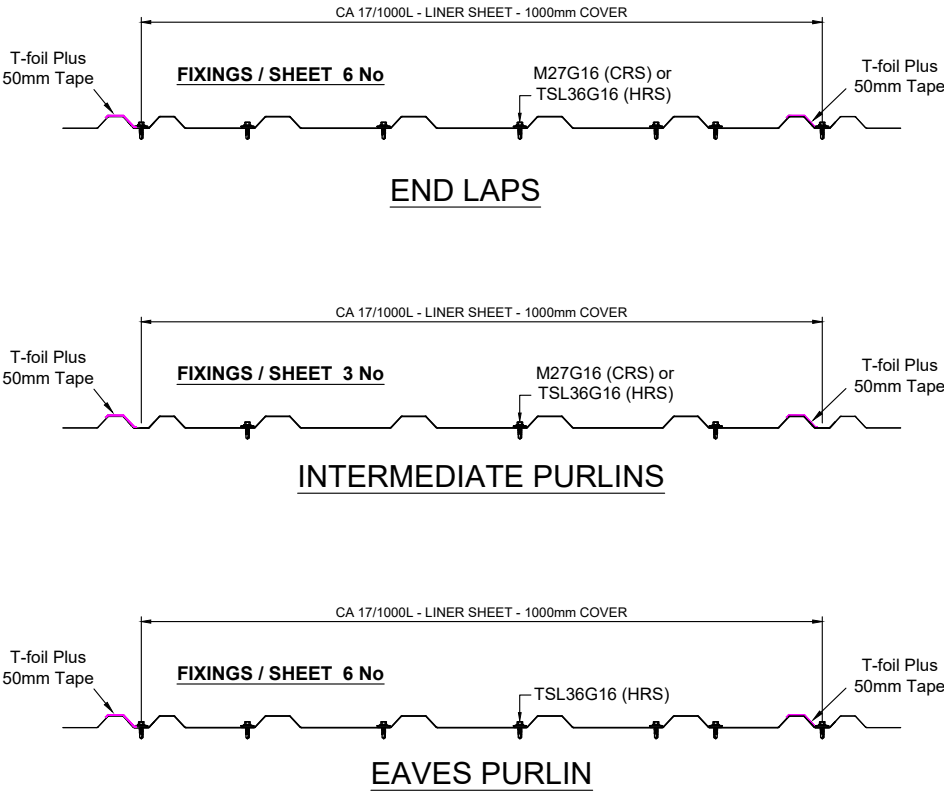 CA 17/1000L - LINER SHEET - 1000mm COVER
T-foil Plus
50mm Tape
FIXINGS / SHEET 6 No
M27G16 (CRS) or
TSL36G16 (HRS)
T-foil Plus
50mm Tape
END LAPS
CA 17/1000L - LINER SHEET - 1000mm COVER
T-foil Plus
50mm Tape
FIXINGS / SHEET 3 No
M27G16 (CRS) or
TSL36G16 (HRS)
T-foil Plus
50mm Tape
INTERMEDIATE PURLINS
CA 17/1000L - LINER SHEET - 1000mm COVER
T-foil Plus
50mm Tape
FIXINGS / SHEET 6 No
TSL36G16 (HRS)
T-foil Plus
50mm Tape
EAVES PURLIN